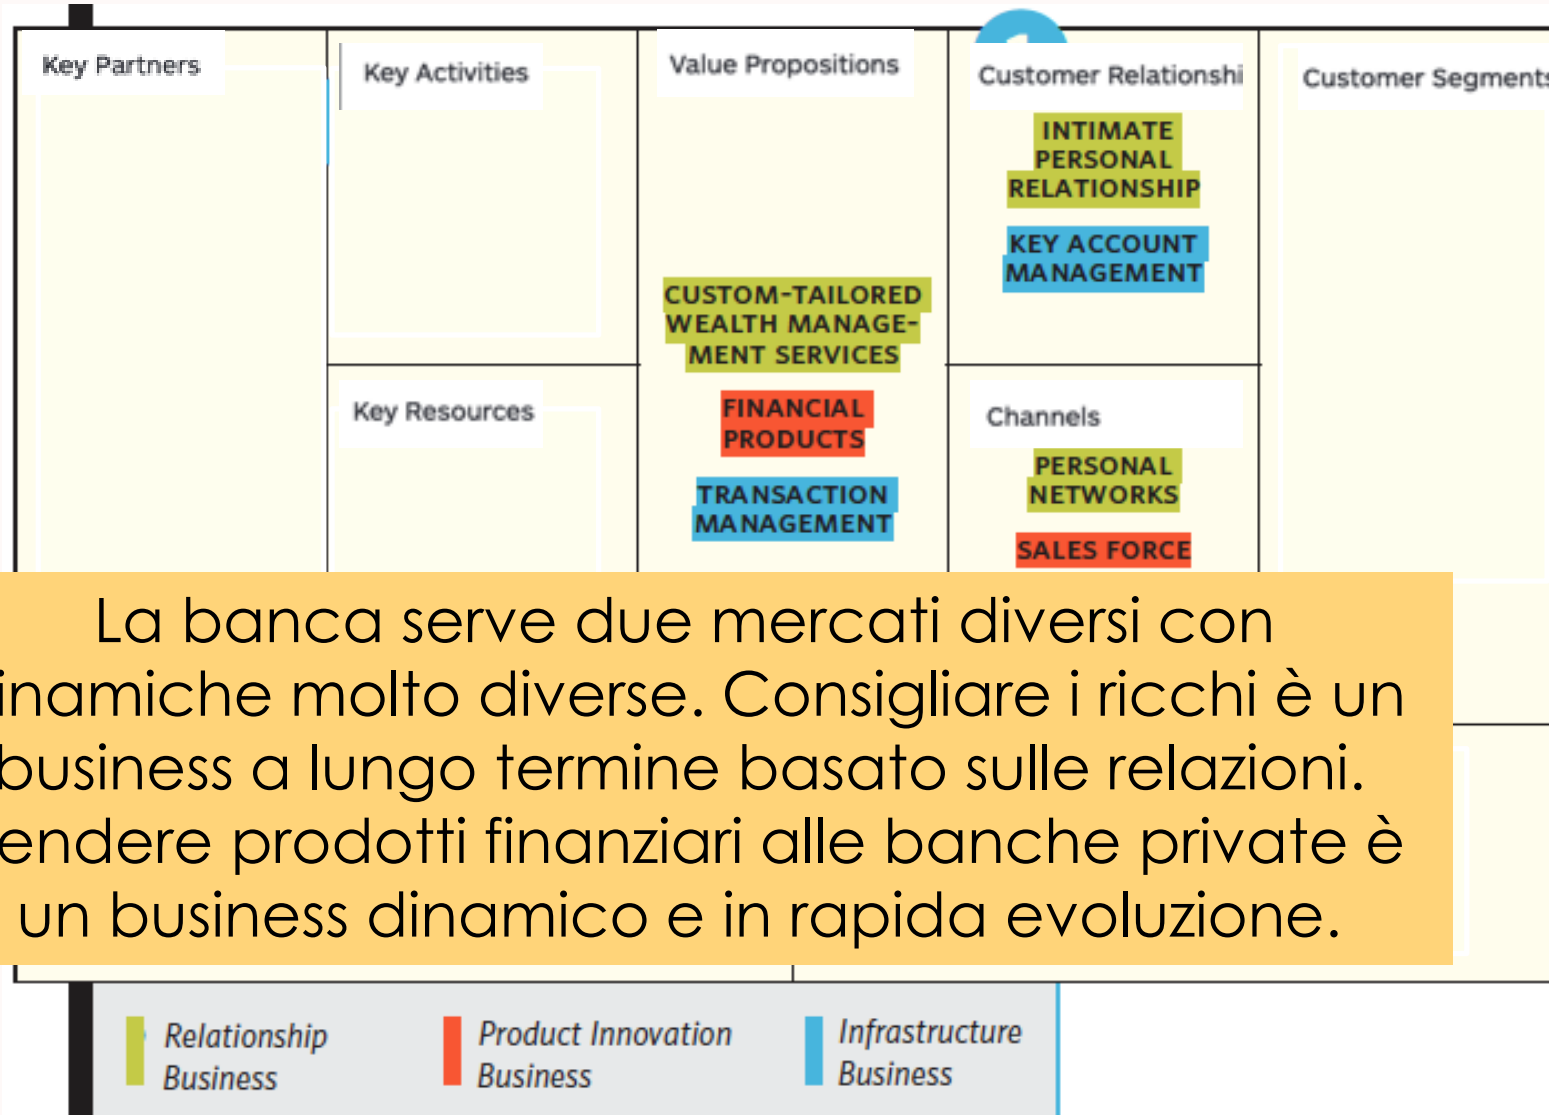 Key Partners
Key Activities
Value Propositions
Customer Relationshi
Customer Segments
INTIMATE
PERSONAL
RELATIONSHIP
KEY ACCOUNT
MANAGEMENT
CUSTOM-TAILORED
WEALTH MANAGE-
MENT SERVICES
FINANCIAL
PRODUCTS
TRANSACTION
MANAGEMENT
Key Resources
Channels
PERSONAL
NETWORKS
SALES FORCE
La banca serve due mercati diversi con
inamiche molto diverse. Consigliare i ricchi è un
business a lungo termine basato sulle relazioni.
endere prodotti finanziari alle banche private è
un business dinamico e in rapida evoluzione.
Relationship
Business
Product Innovation
Business
Infrastructure
Business